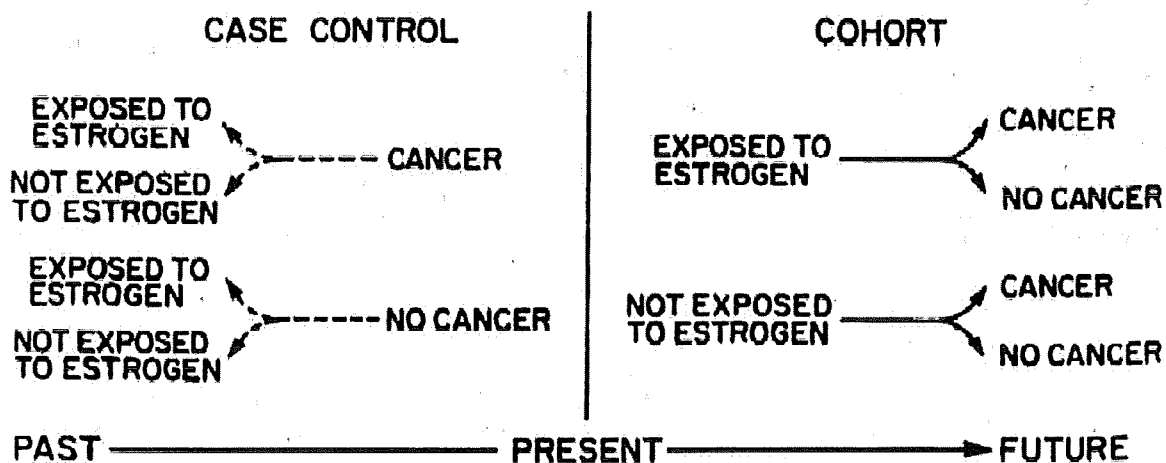 CASE CONTROL
EXPOSED TO
ESTROGEN
CANCER
NOT EXPOSED
TO ESTROGEN
EXPOSED TO
ESTROGEN
NO CANCER
NOT EXPOSED
TO ESTROGEN
COHORT
EXPOSED TO
ESTROGEN
CANCER
NO CANCER
NOT EXPOSED
TO ESTROGEN
CANCER
NO CANCER
PAST PRESENT FUTURE